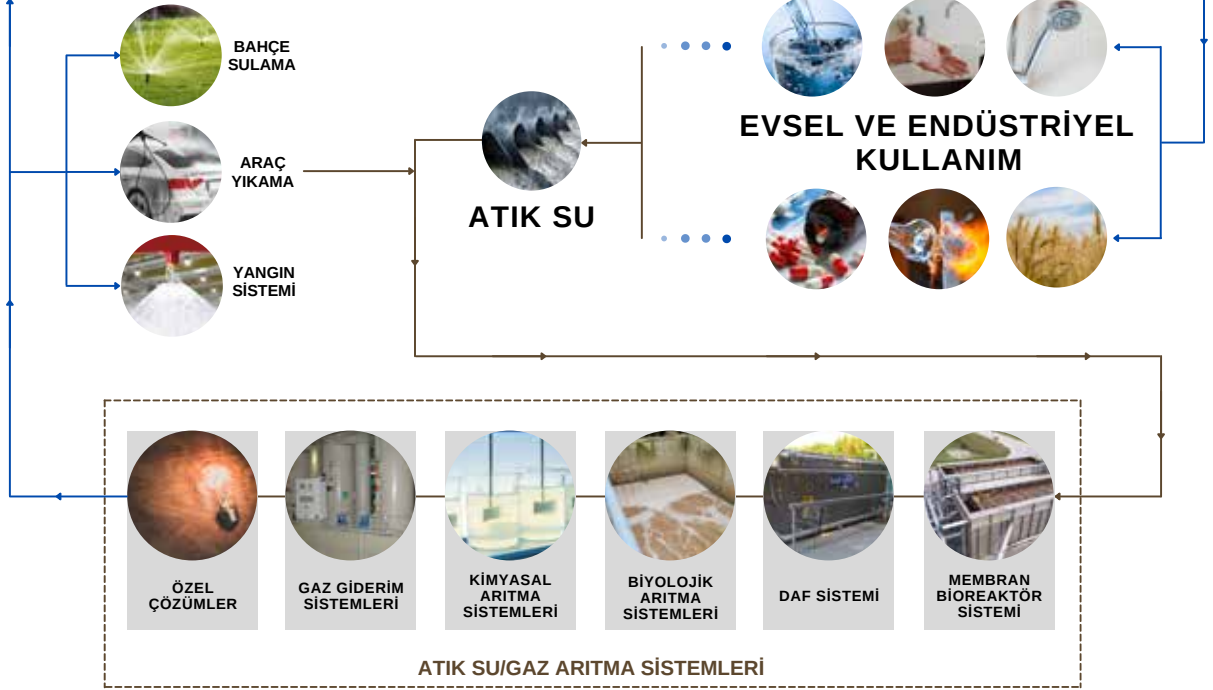 BAHÇE
SULAMA
ARAÇ
YIKAMA
YANGIN
SİSTEMİ
ATIK SU
EVSEL VE ENDÜSTRİYEL
KULLANIM
ÖZEL
ÇÖZÜMLER
GAZ GİDERİM
SİSTEMLERİ
KİMYASAL
ARITMA
SİSTEMLERİ
BİYOLOJİK
ARITMA
SİSTEMLERİ
DAF SİSTEMİ
MEMBRAN
BİOREAKTÖR
SİSTEMİ
ATIK SU/GAZ ARITMA SİSTEMLERİ